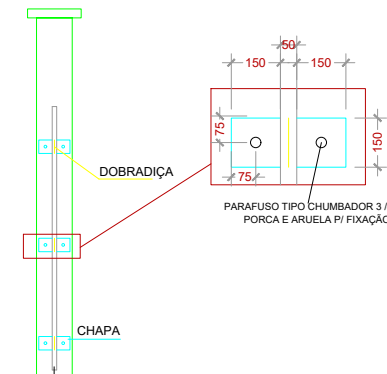 50
150 150
75
150
75
DOBRADIÇA
PARAFUSO TIPO CHUMBADOR 3 /
PORCA E ARUELA P/ FIXAÇÃO
CHAPA